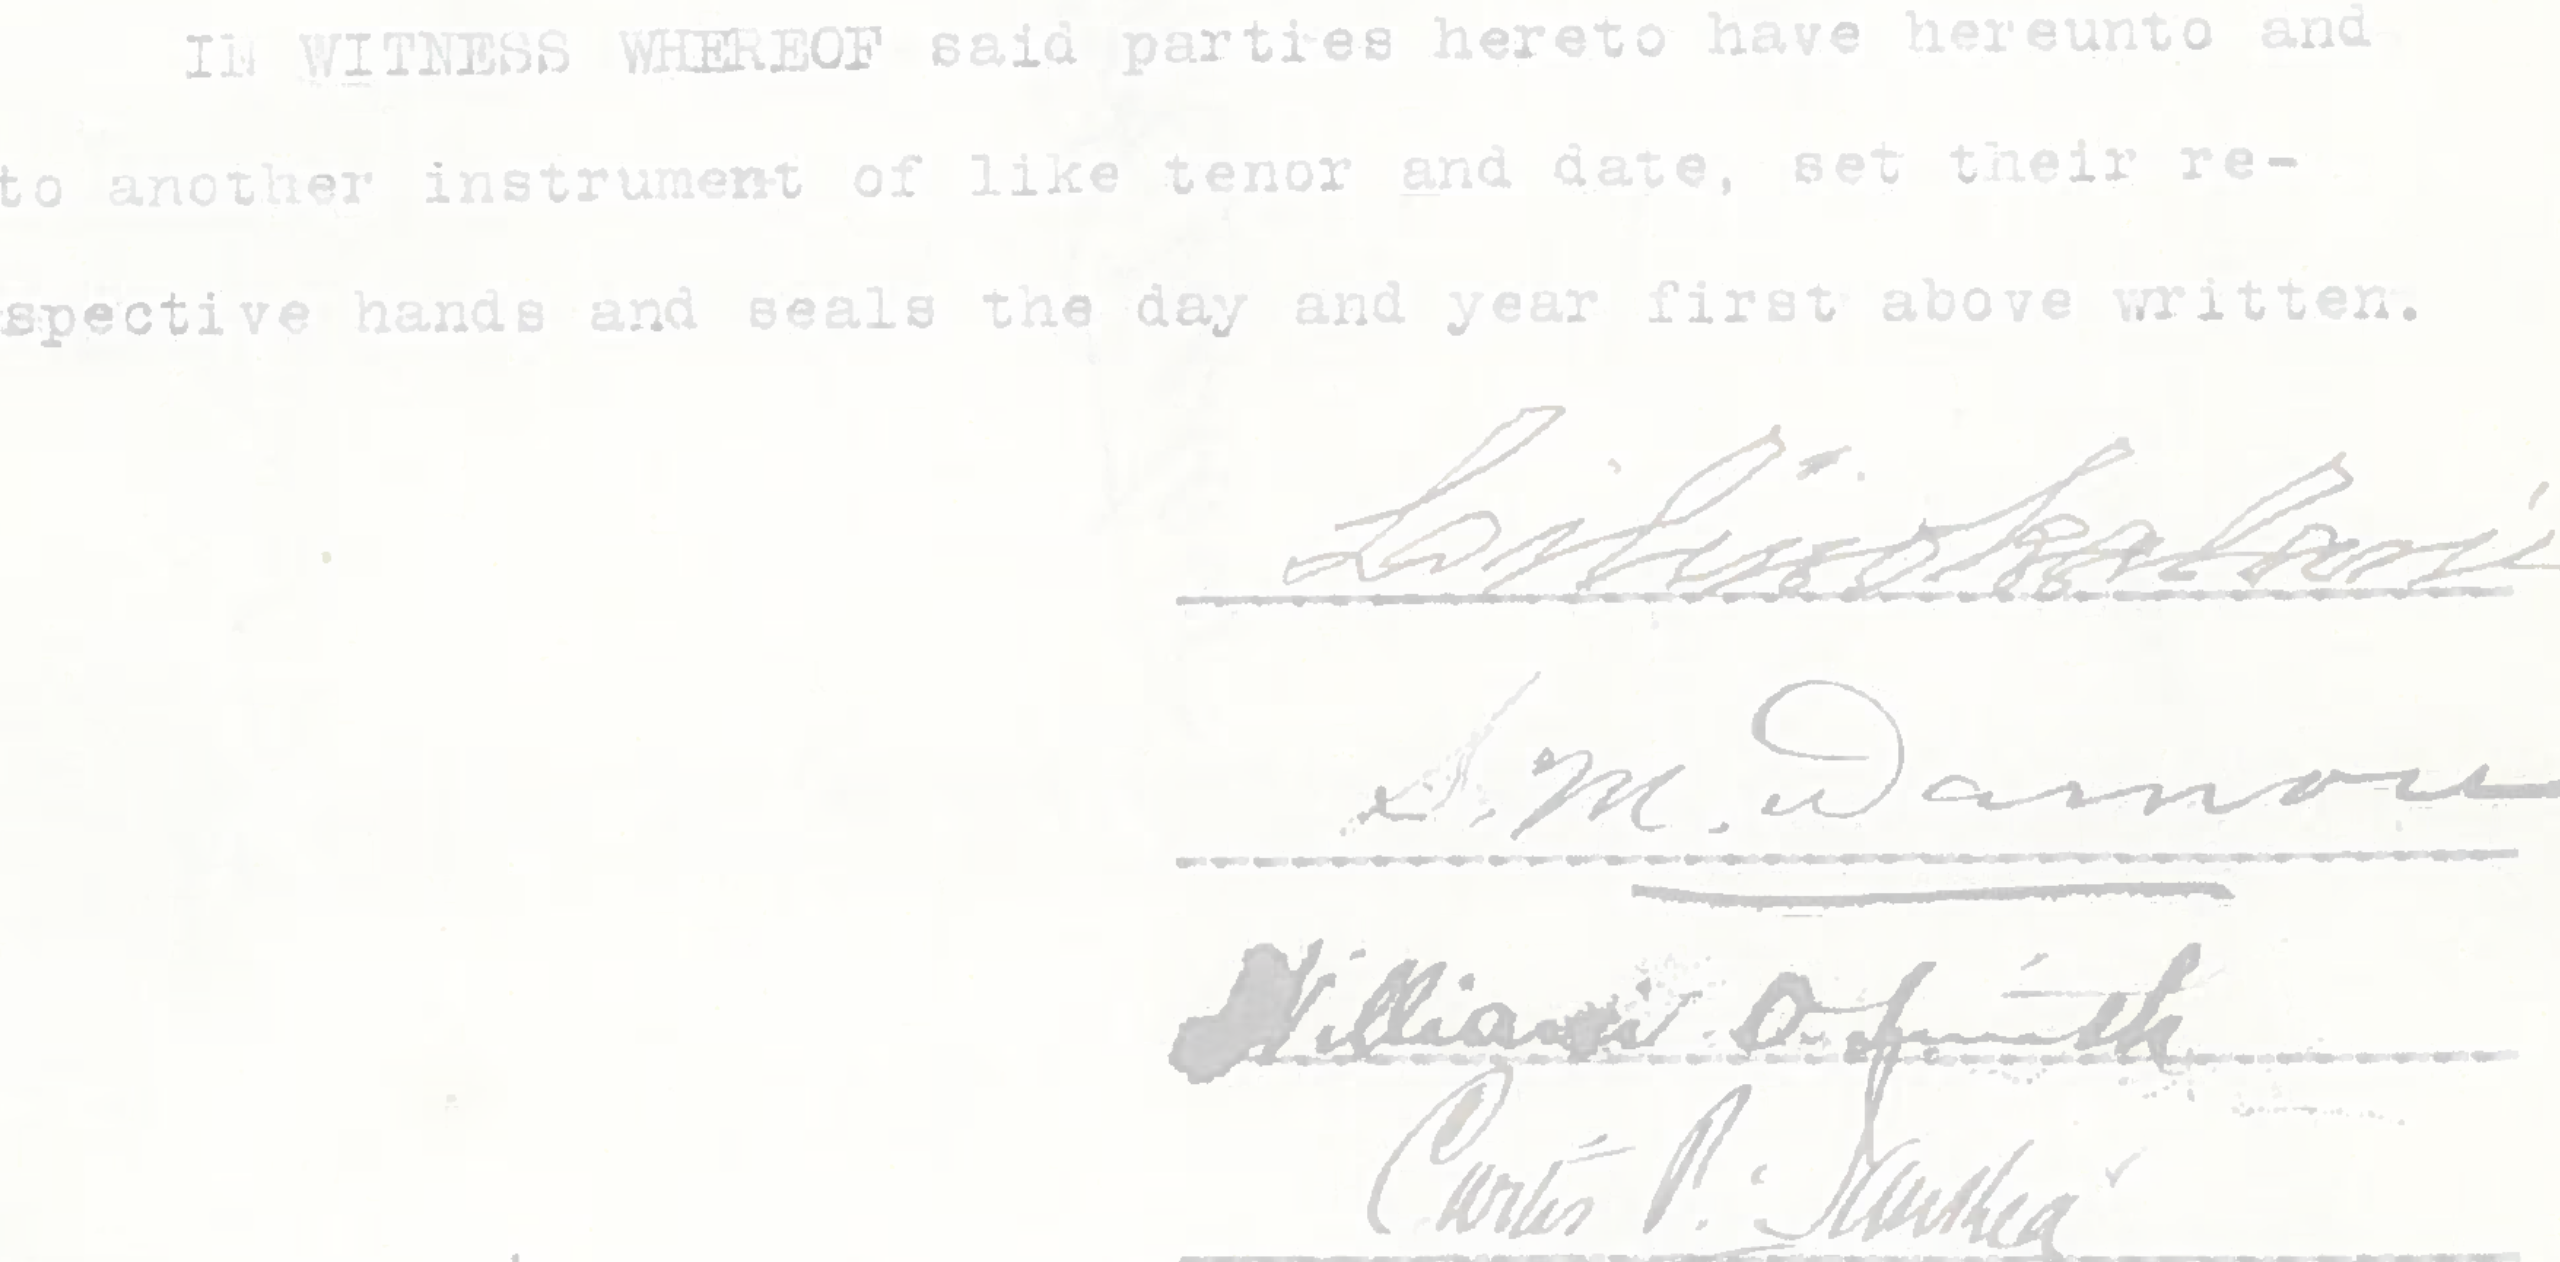 IN WITNESS WHEREOF said parties hereto have hereunto and
to another instrument of like tenor and date, set their re-
spective hands and seals the day and year first above written.
M.
William O. Smith
Curtis P.